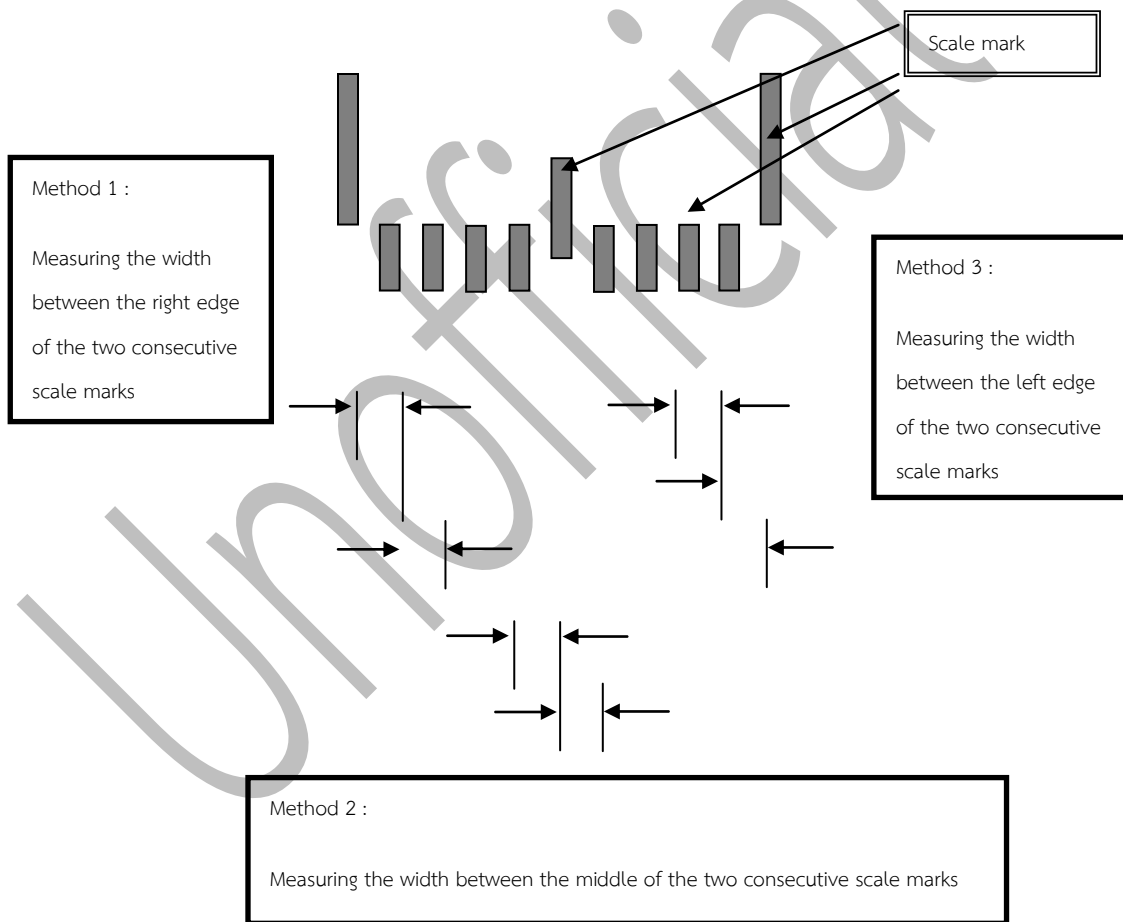 Scale mark
Method 1 :
Measuring the width
between the right edge
of the two consecutive
scale marks
Method 3 :
Measuring the width
between the left edge
of the two consecutive
scale marks
Method 2 :
Measuring the width between the middle of the two consecutive scale marks
Unofficial